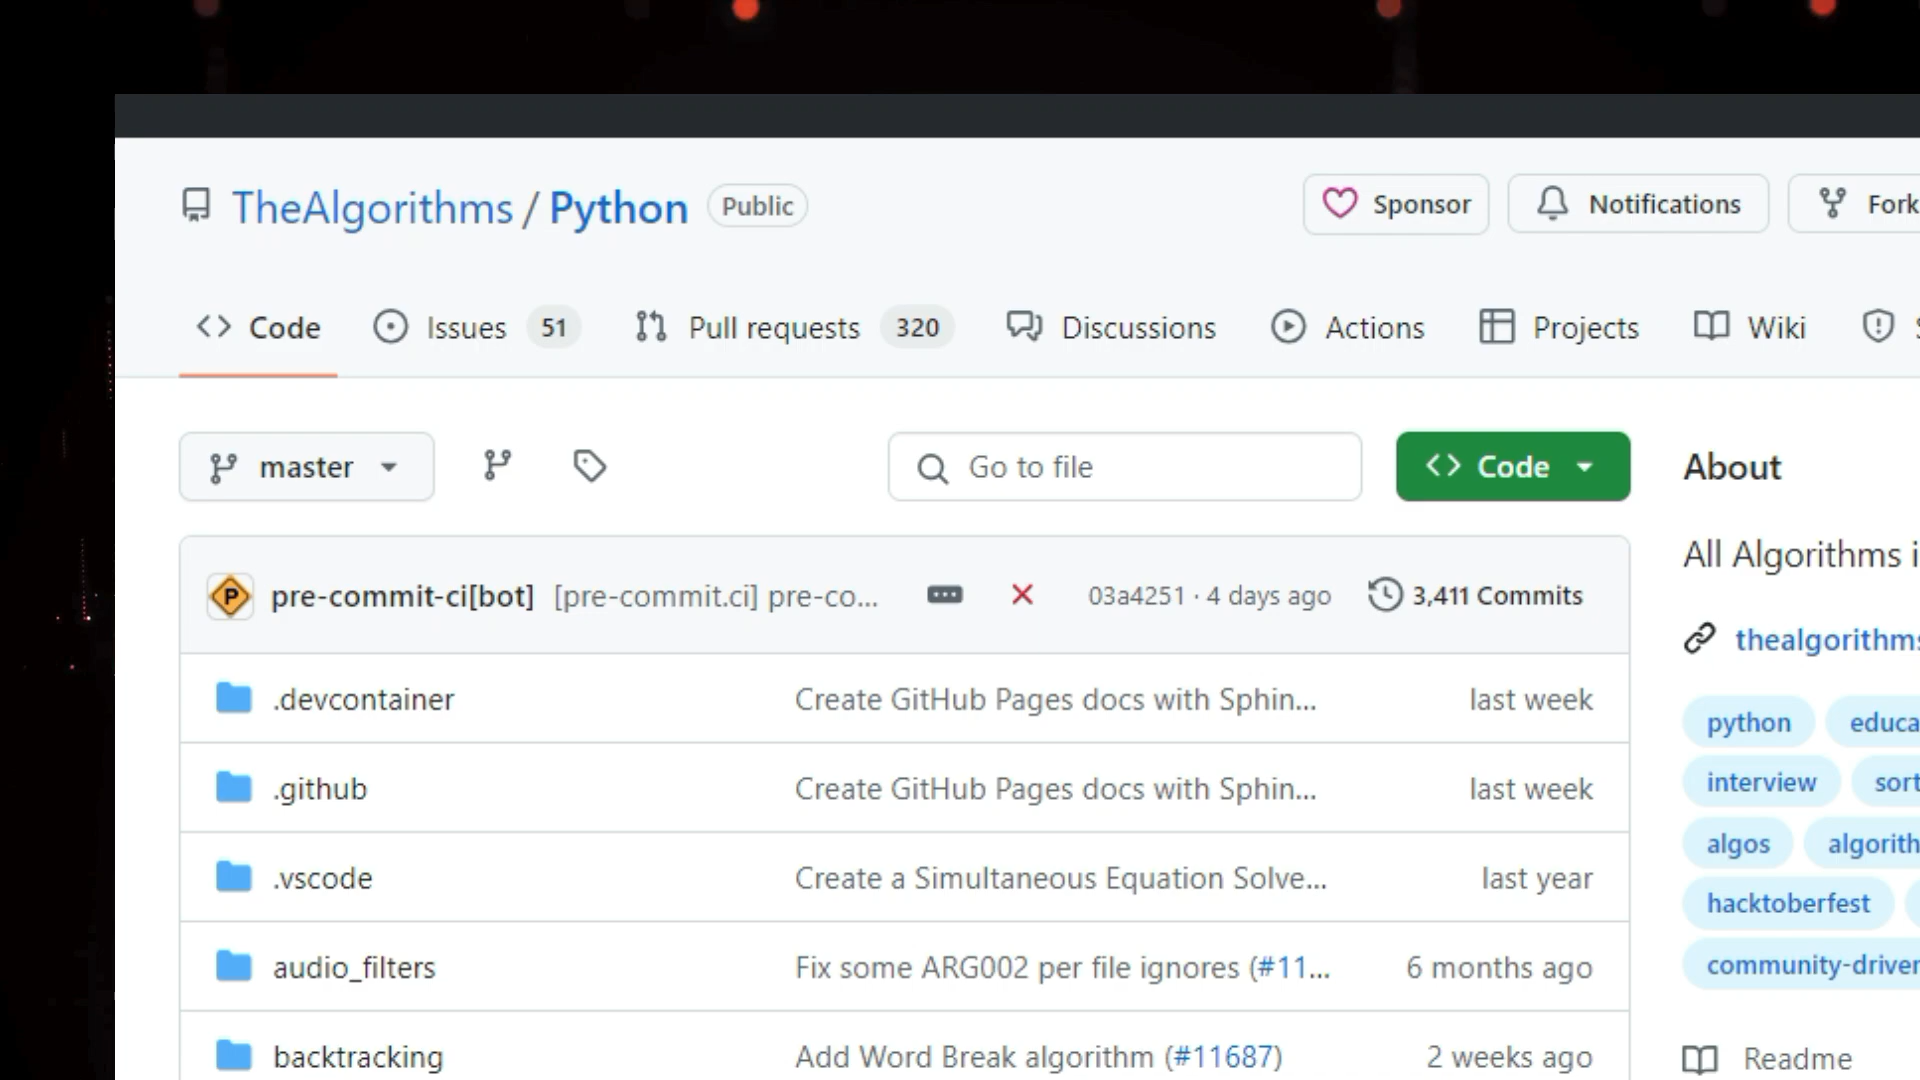 TheAlgorithms / Python Public
Sponsor Notifications Fork
Code Issues 51 Pull requests 320 Discussions Actions Projects Wiki
master Go to file Code About
All Algorithms
pre-commit-ci[bot] [pre-commit.ci] pre-co... 03a4251 · 4 days ago 3,411 Commits
thealgorithms
.devcontainer Create GitHub Pages docs with Sphin... last week
python
.github Create GitHub Pages docs with Sphin... last week
interview sort
algos
.vscode Create a Simultaneous Equation Solve... last year
hacktoberfest
audio_filters Fix some ARG002 per file ignores (#11... 6 months ago
community-driven
backtracking Add Word Break algorithm (#11687) 2 weeks ago
Readme